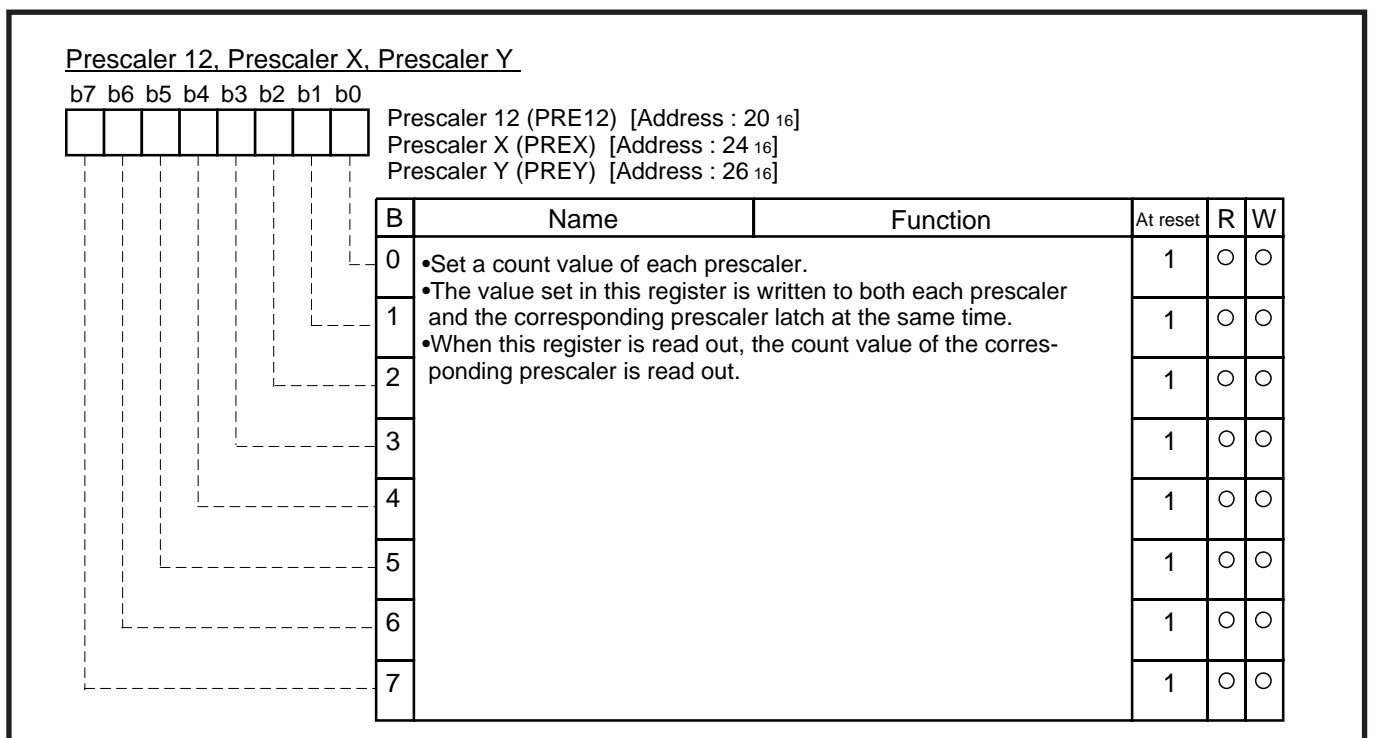 Prescaler 12, Prescaler X, Prescaler Y
b7 b6 b5 b4 b3 b2 b1 b0
Prescaler 12 (PRE12) [Address : 20 16]
Prescaler X (PREX) [Address : 24 16]
Prescaler Y (PREY) [Address : 26 16]
B Name Function At reset R W
0 •Set a count value of each prescaler. 1 ○ ○
•The value set in this register is written to both each prescaler
1 and the corresponding prescaler latch at the same time. 1 ○ ○
•When this register is read out, the count value of the corres-
2 ponding prescaler is read out. 1 ○ ○
3 1 ○ ○
4 1 ○ ○
5 1 ○ ○
6 1 ○ ○
7 1 ○ ○